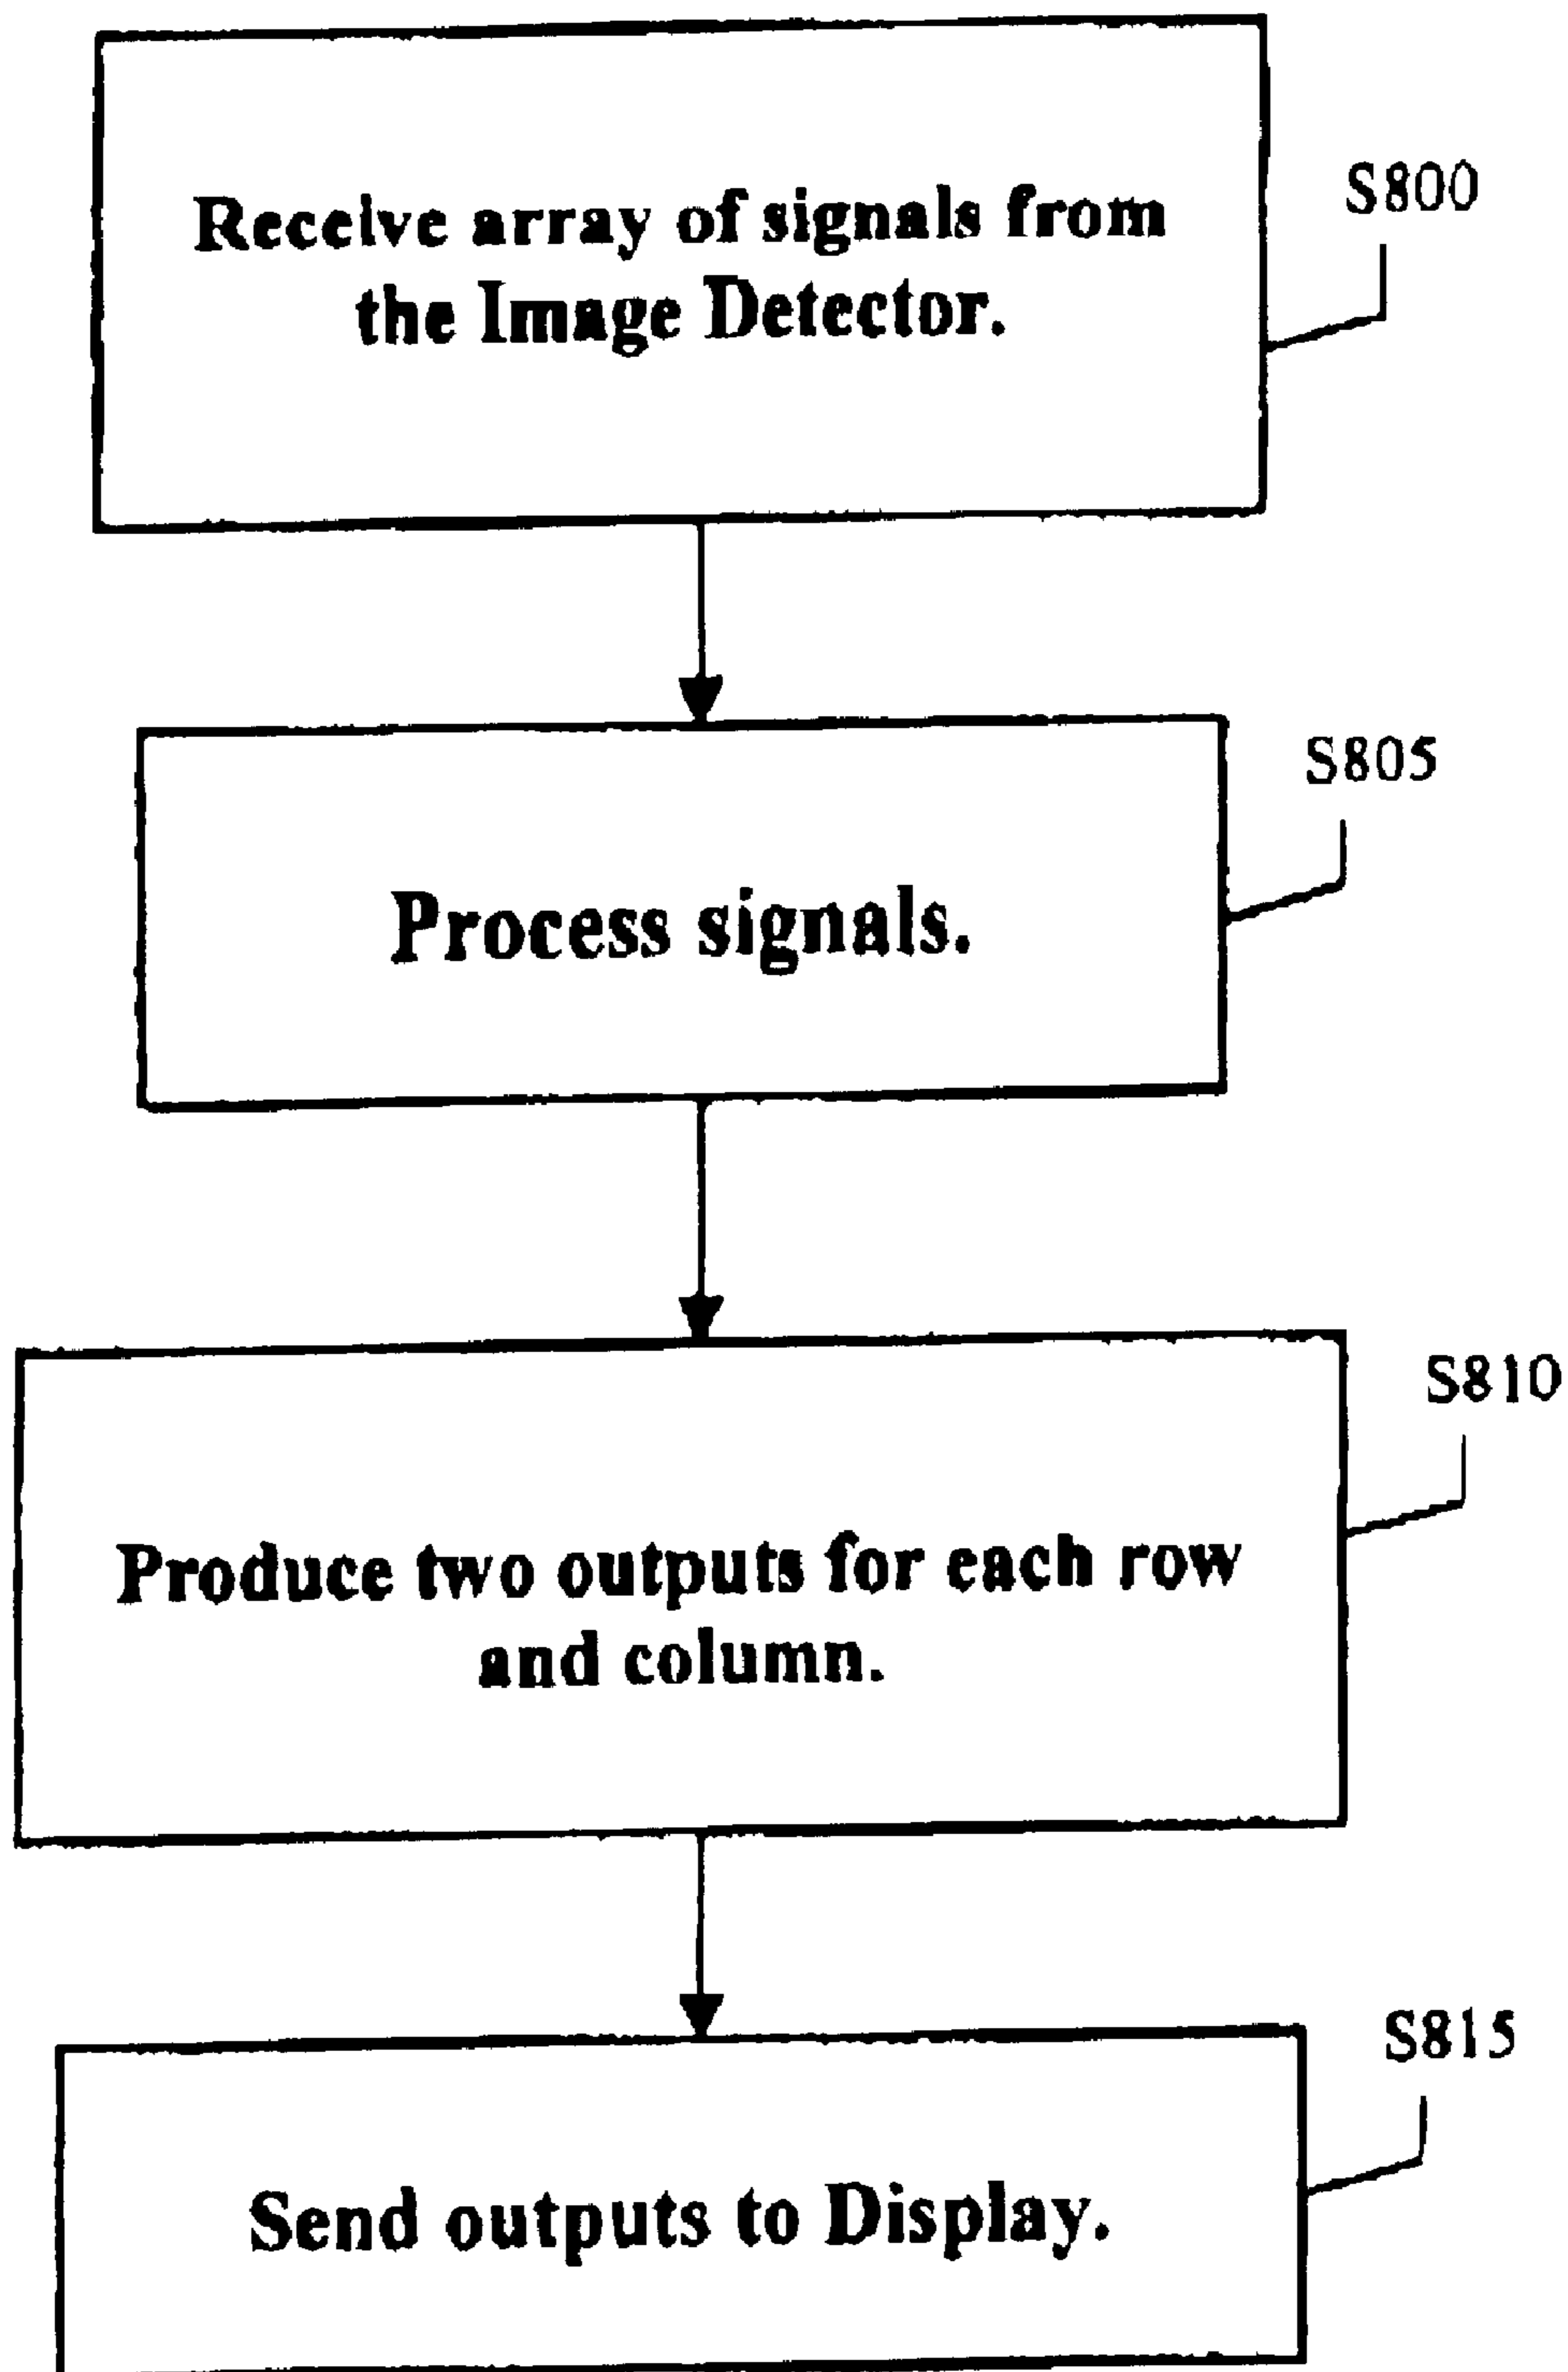 Receive array of signals from
the Image Detector.
S800
Process signals.
S805
Produce two outputs for each row
and column.
S810
Send outputs to Display.
S815